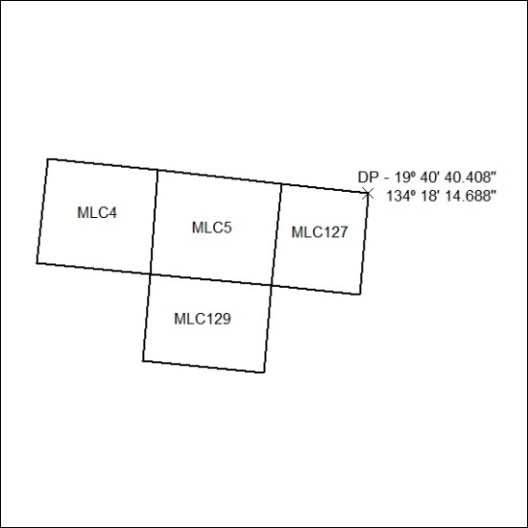 DP - 19º 40' 40.408"
134º 18' 14.688"
MLC4
MLC5
MLC127
MLC129